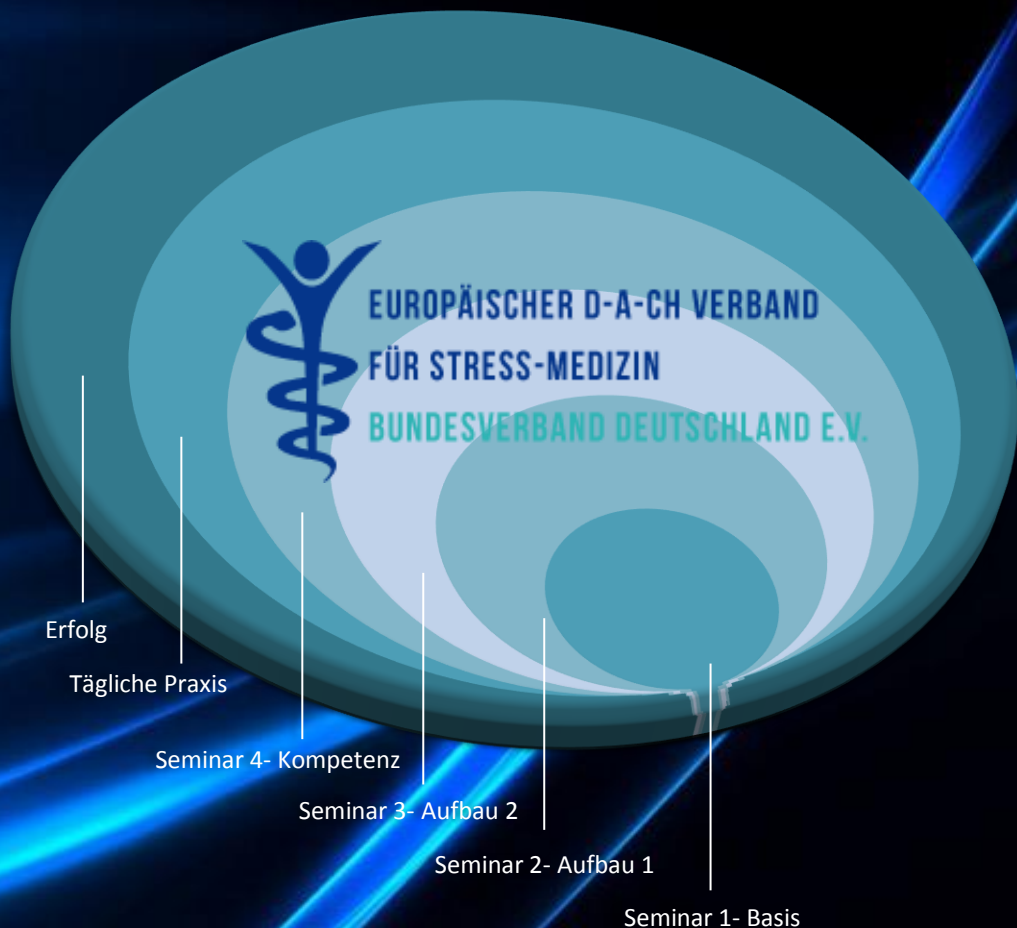 EUROPÄISCHER D-A-CH VERBAND
FÜR STRESS-MEDIZIN
BUNDESVERBAND DEUTSCHLAND E.V.
Erfolg
Tägliche Praxis
Seminar 4- Kompetenz
Seminar 3- Aufbau 2
Seminar 2- Aufbau 1
Seminar 1- Basis